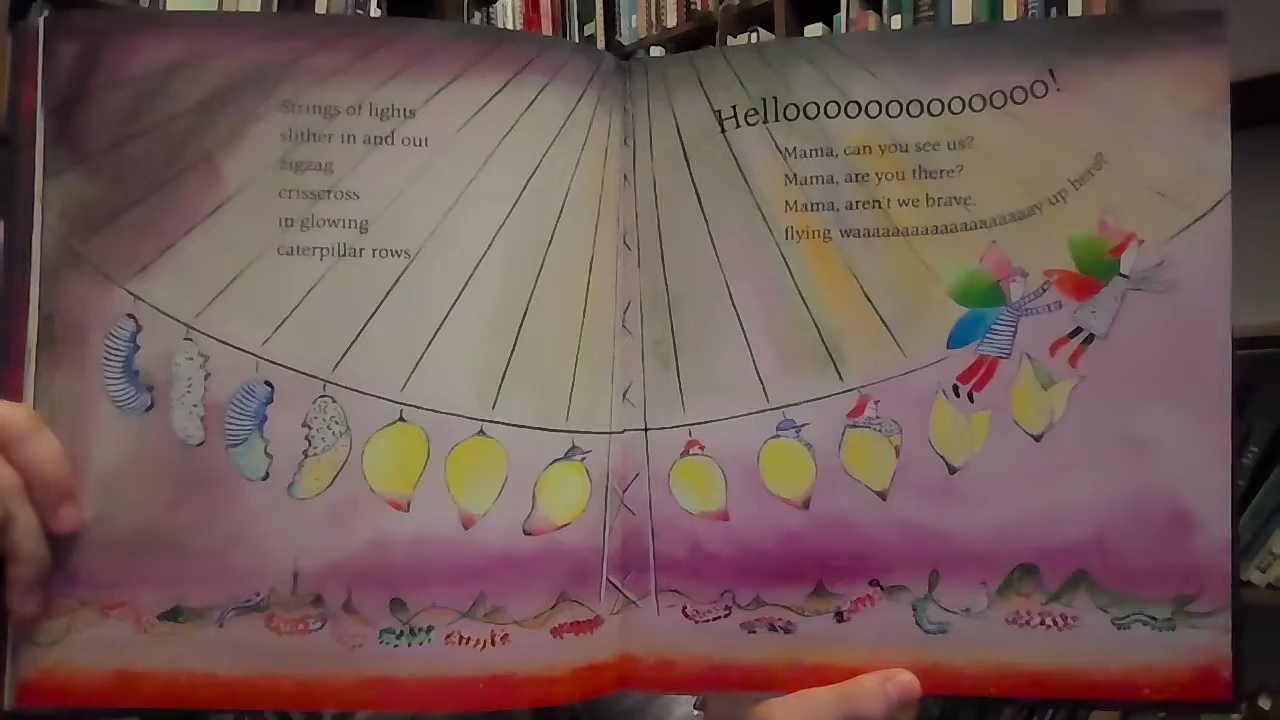 Strings of lights
slither in and out
zigzag
crisscross
in glowing
caterpillar rows
Hellooooooooooooo!
Mama, can you see us?
Mama, are you there?
Mama, aren't we brave,
flying waaaaaaaaaaaaaaaaaaay up here?